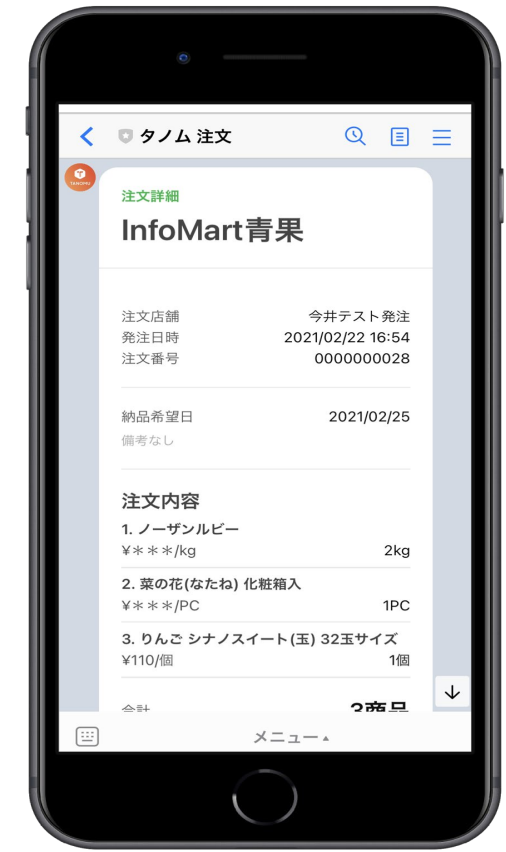 タノム 注文
TANOMU
注文詳細
InfoMart青果
注文店舗 今井テスト発注
発注日時 2021/02/22 16:54
注文番号 0000000028
納品希望日 2021/02/25
備考なし
注文内容
1. ノーザンルビー
¥＊＊＊/kg 2kg
2. 菜の花(なたね) 化粧箱入
¥＊＊＊/PC 1PC
3. りんご シナノスイート(玉) 32玉サイズ
¥110/個 1個
合計 3商品
メニュー▲